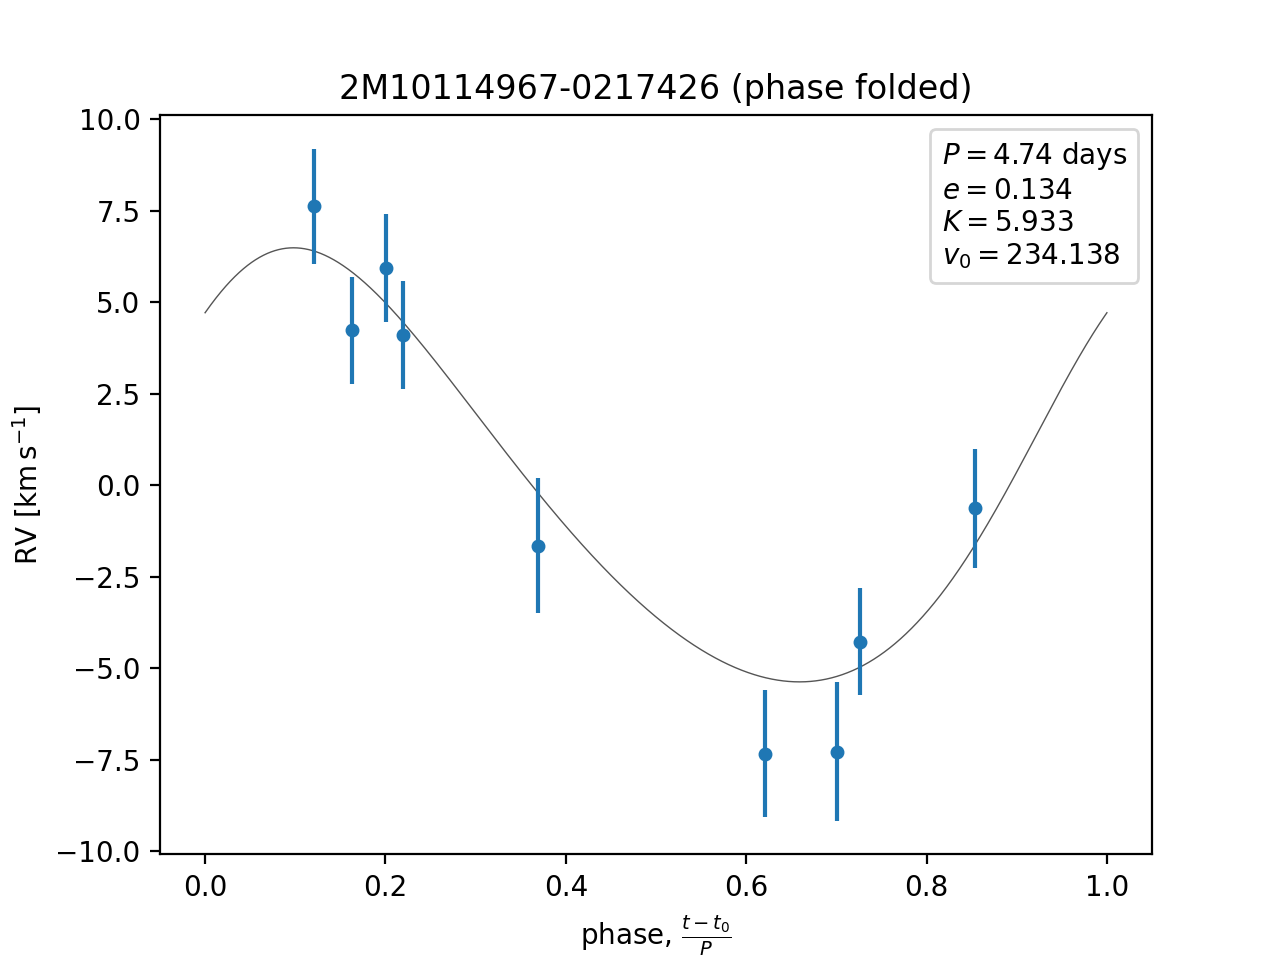 2M10114967-0217426 (phase folded)
P = 4.74 days
e = 0.134
K = 5.933
v₀ = 234.138
10.0
7.5
5.0
2.5
0.0
−2.5
−5.0
−7.5
−10.0
RV [km s⁻¹]
0.0 0.2 0.4 0.6 0.8 1.0
phase, (t − t₀)/P